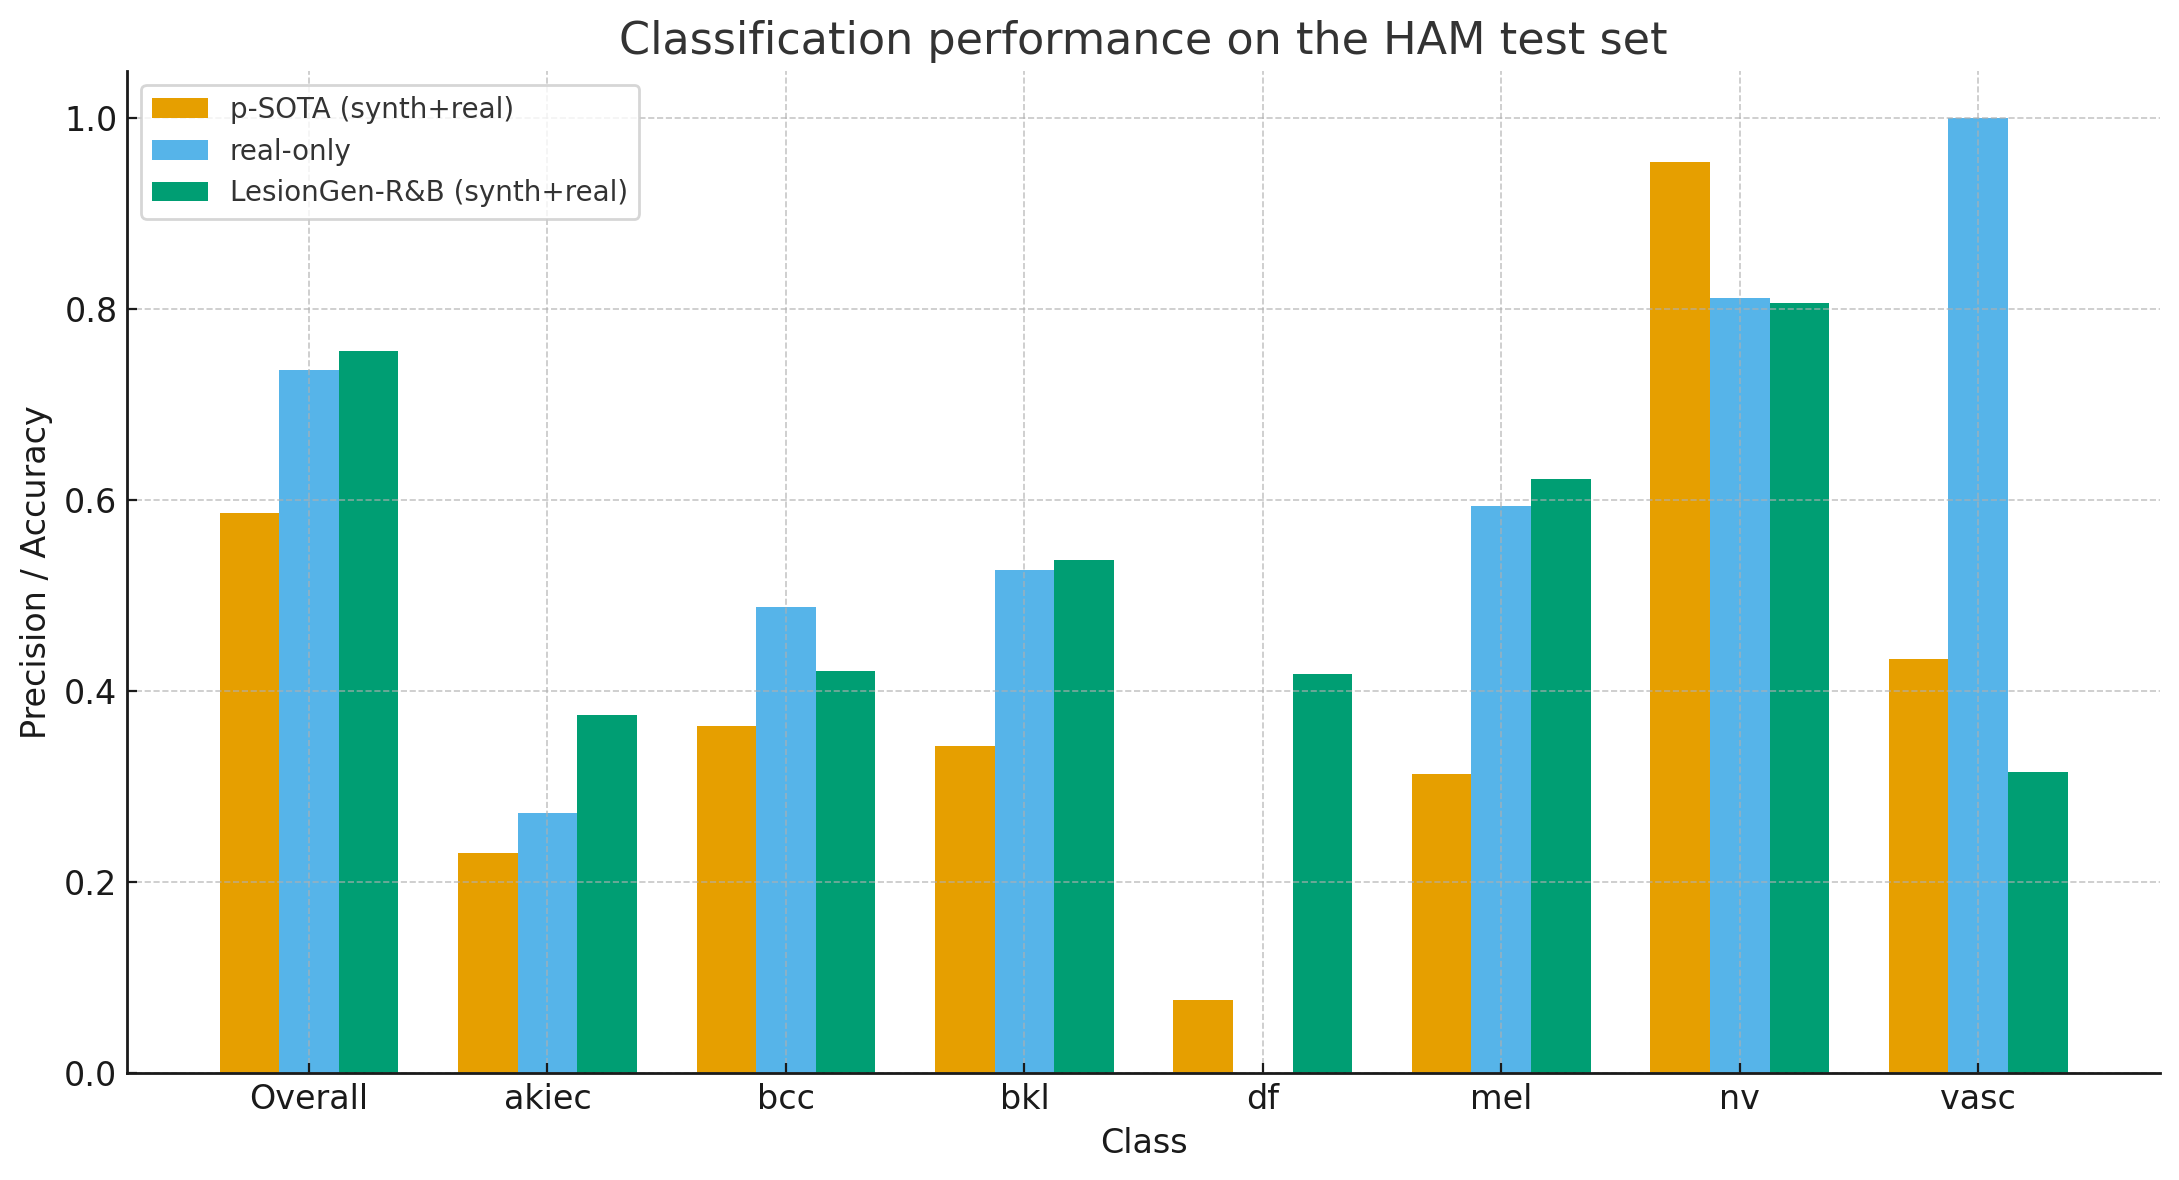 Classification performance on the HAM test set
p-SOTA (synth+real)
real-only
LesionGen-R&B (synth+real)
Precision / Accuracy
1.0
0.8
0.6
0.4
0.2
0.0
Overall akiec bcc bkl df mel nv vasc
Class